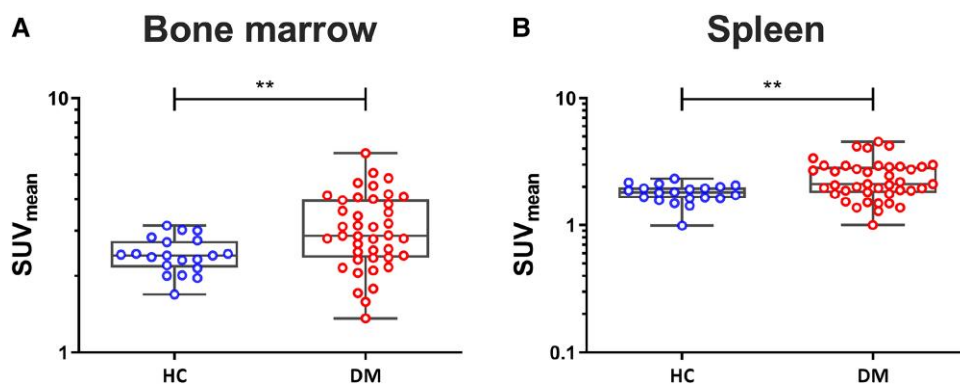 A Bone marrow
**
10
SUVmean
1
HC DM
B Spleen
**
10
SUVmean
1
0.1
HC DM